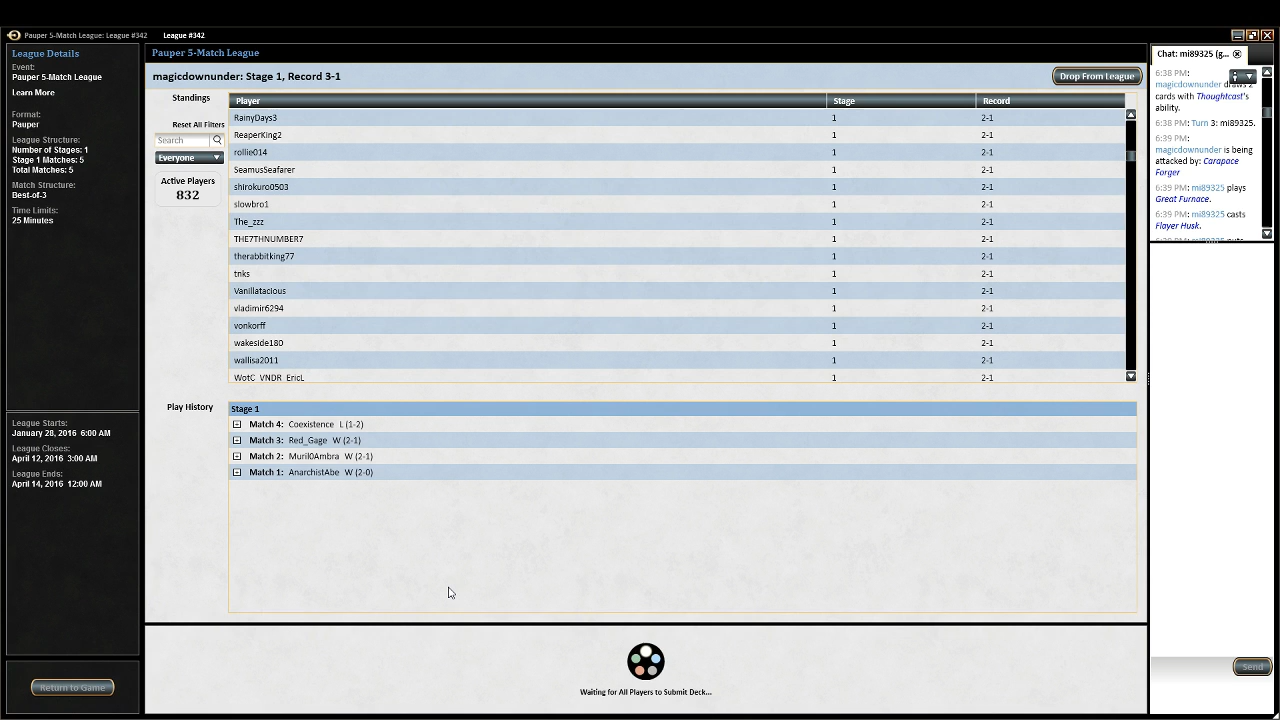 Pauper 5-Match League: League #342 League #342
League Details
Event:
Pauper 5-Match League
Learn More
Format:
Pauper
League Structure:
Number of Stages: 1
Stage 1 Matches: 5
Total Matches: 5
Match Structure:
Best-of-3
Time Limits:
25 Minutes
League Starts:
January 28, 2016 6:00 AM
League Closes:
April 12, 2016 3:00 AM
League Ends:
April 14, 2016 12:00 AM
Return to Game
Pauper 5-Match League
magicdownunder: Stage 1, Record 3-1
Drop From League
Standings
Reset All Filters
Search
Everyone
Active Players
832
Player Stage Record
RainyDays3 1 2-1
ReaperKing2 1 2-1
rollie014 1 2-1
SeamusSeafarer 1 2-1
shirokuro0503 1 2-1
slowbro1 1 2-1
The_zzz 1 2-1
THE7THNUMBER7 1 2-1
therabbitking77 1 2-1
tnks 1 2-1
Vanillatacious 1 2-1
vladimir6294 1 2-1
vonkorff 1 2-1
wakeside180 1 2-1
wallisa2011 1 2-1
WotC_VNDR_EricL 1 2-1
Play History
Stage 1
Match 4: Coexistence L (1-2)
Match 3: Red_Gage W (2-1)
Match 2: Muril0Ambra W (2-1)
Match 1: AnarchistAbe W (2-0)
Waiting for All Players to Submit Deck...
Chat: mi89325 (g...
6:38 PM:
magicdownunder draws 2
cards with Thoughtcast's
ability.
6:38 PM: Turn 3: mi89325.
6:39 PM:
magicdownunder is being
attacked by: Carapace
Forger
6:39 PM: mi89325 plays
Great Furnace.
6:39 PM: mi89325 casts
Flayer Husk.
Send